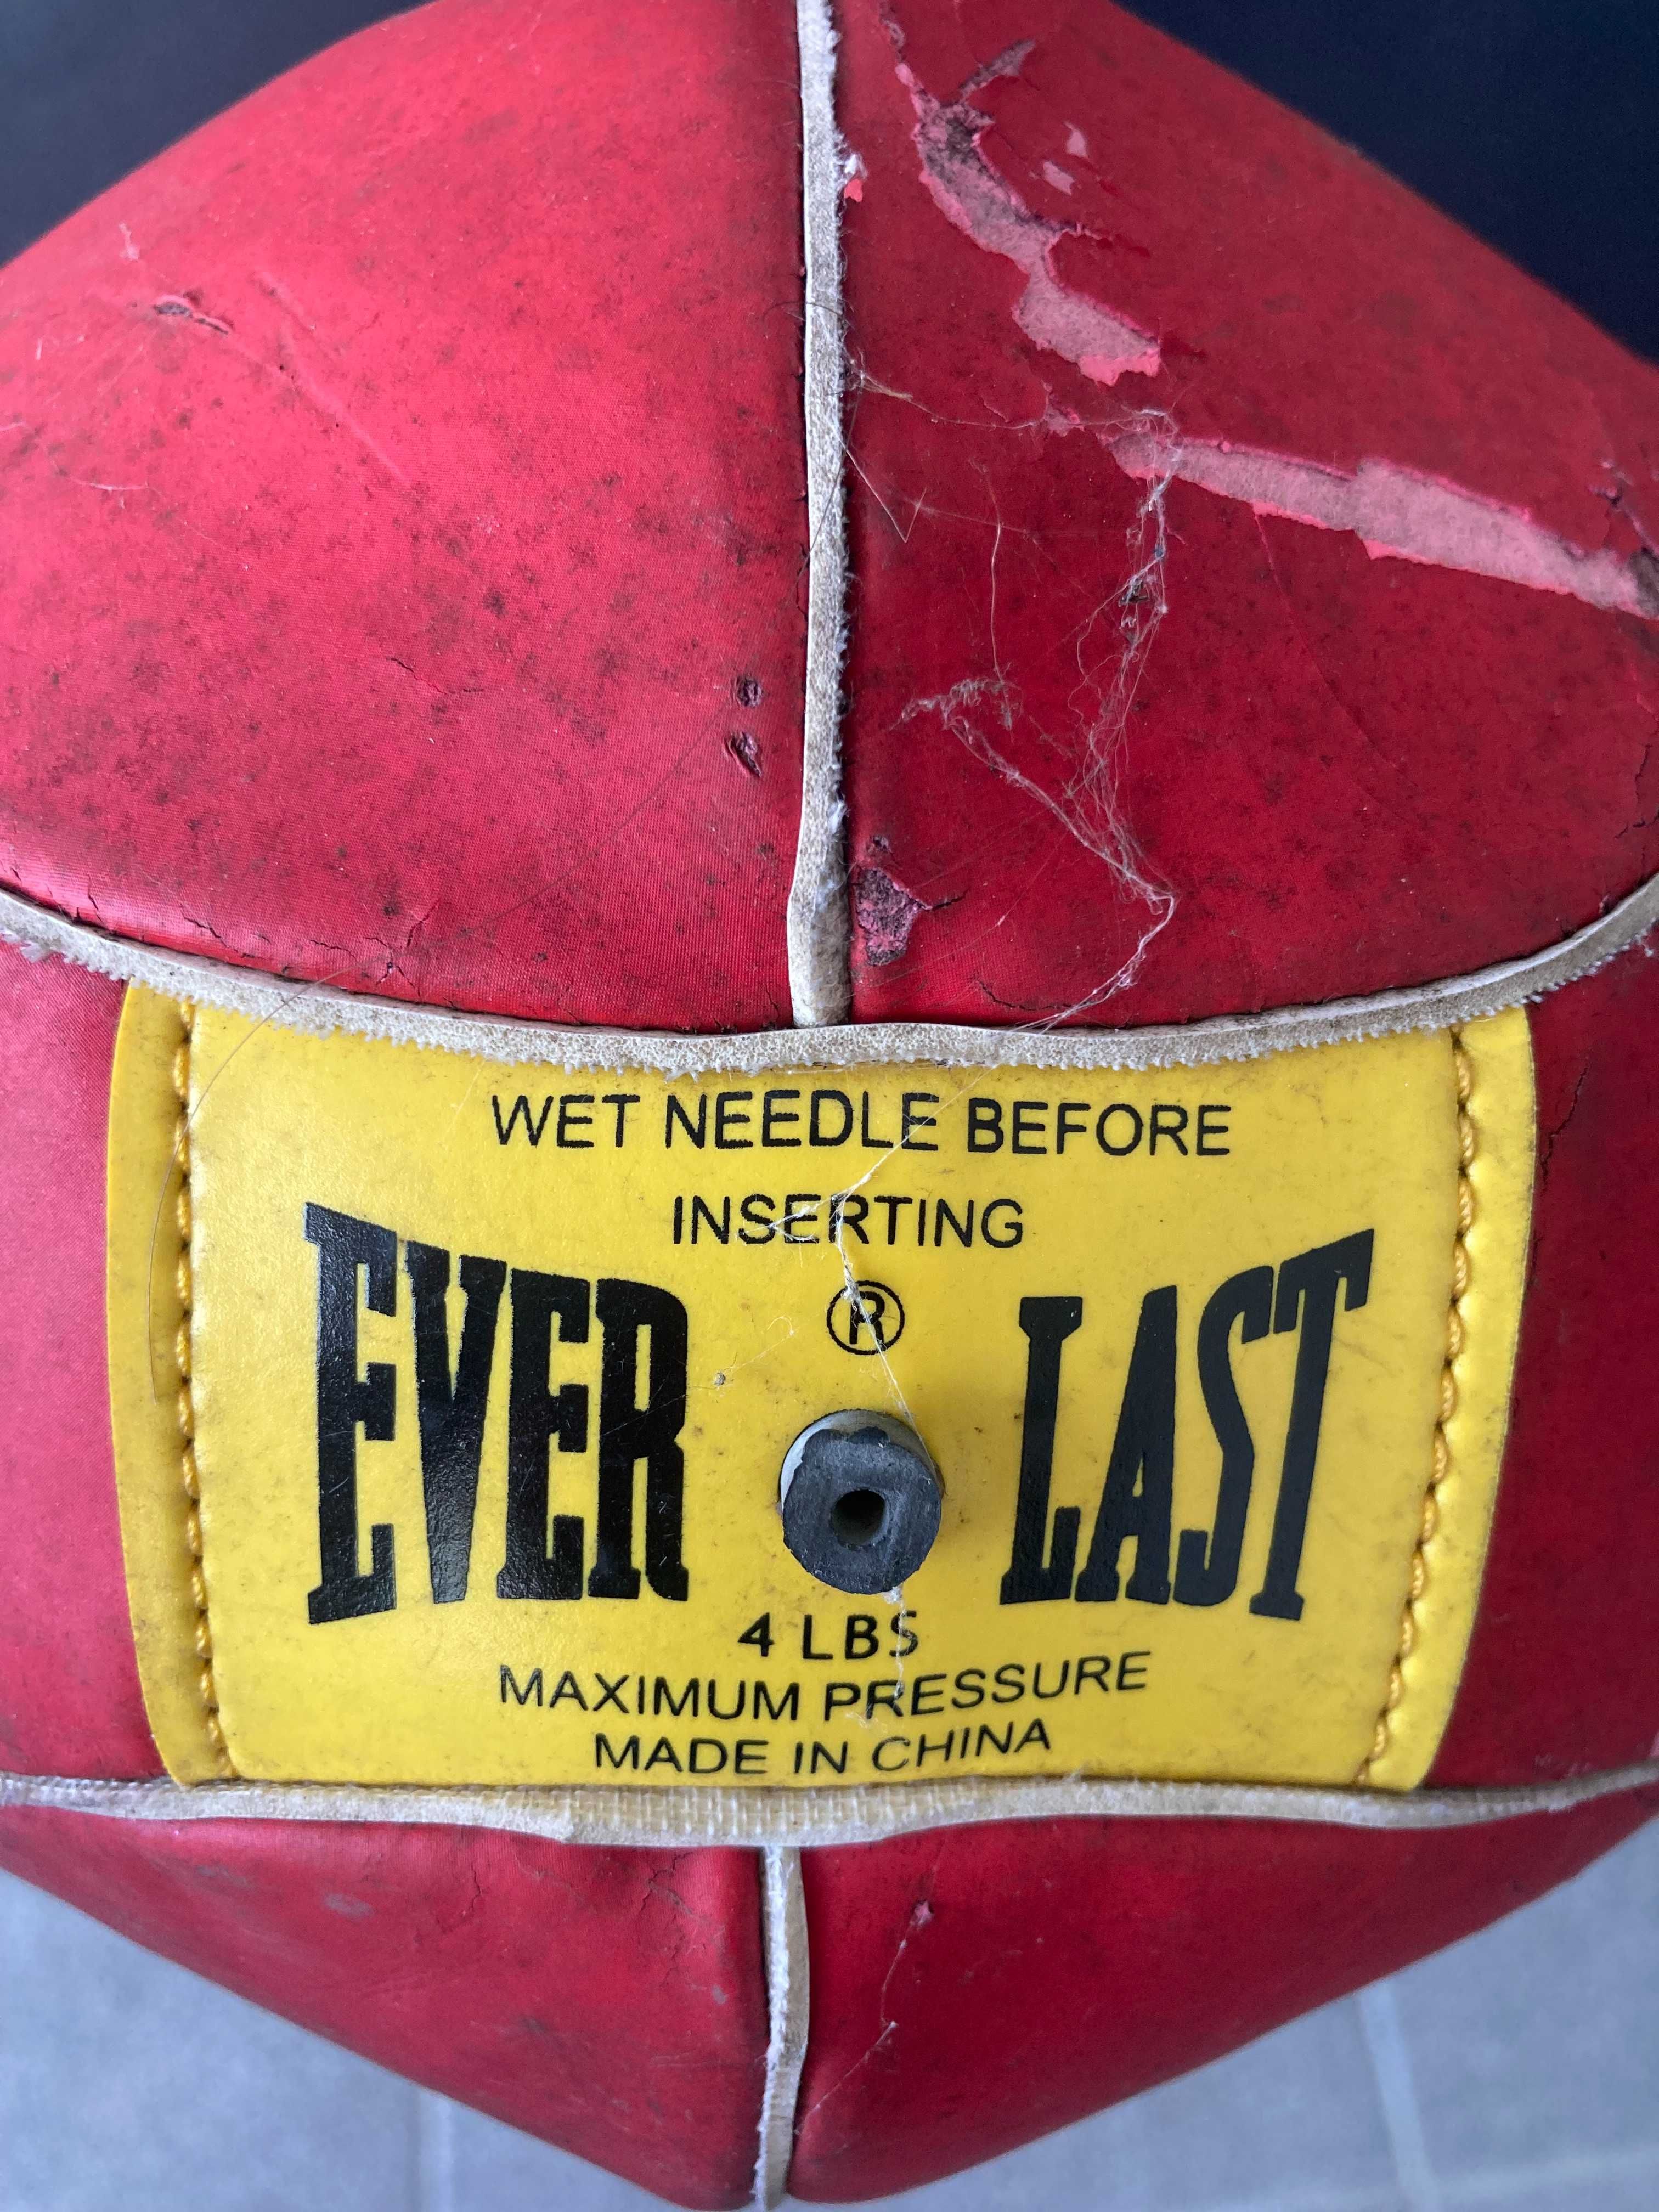 WET NEEDLE BEFORE
INSERTING
®
EVER LAST
4 LBS
MAXIMUM PRESSURE
MADE IN CHINA